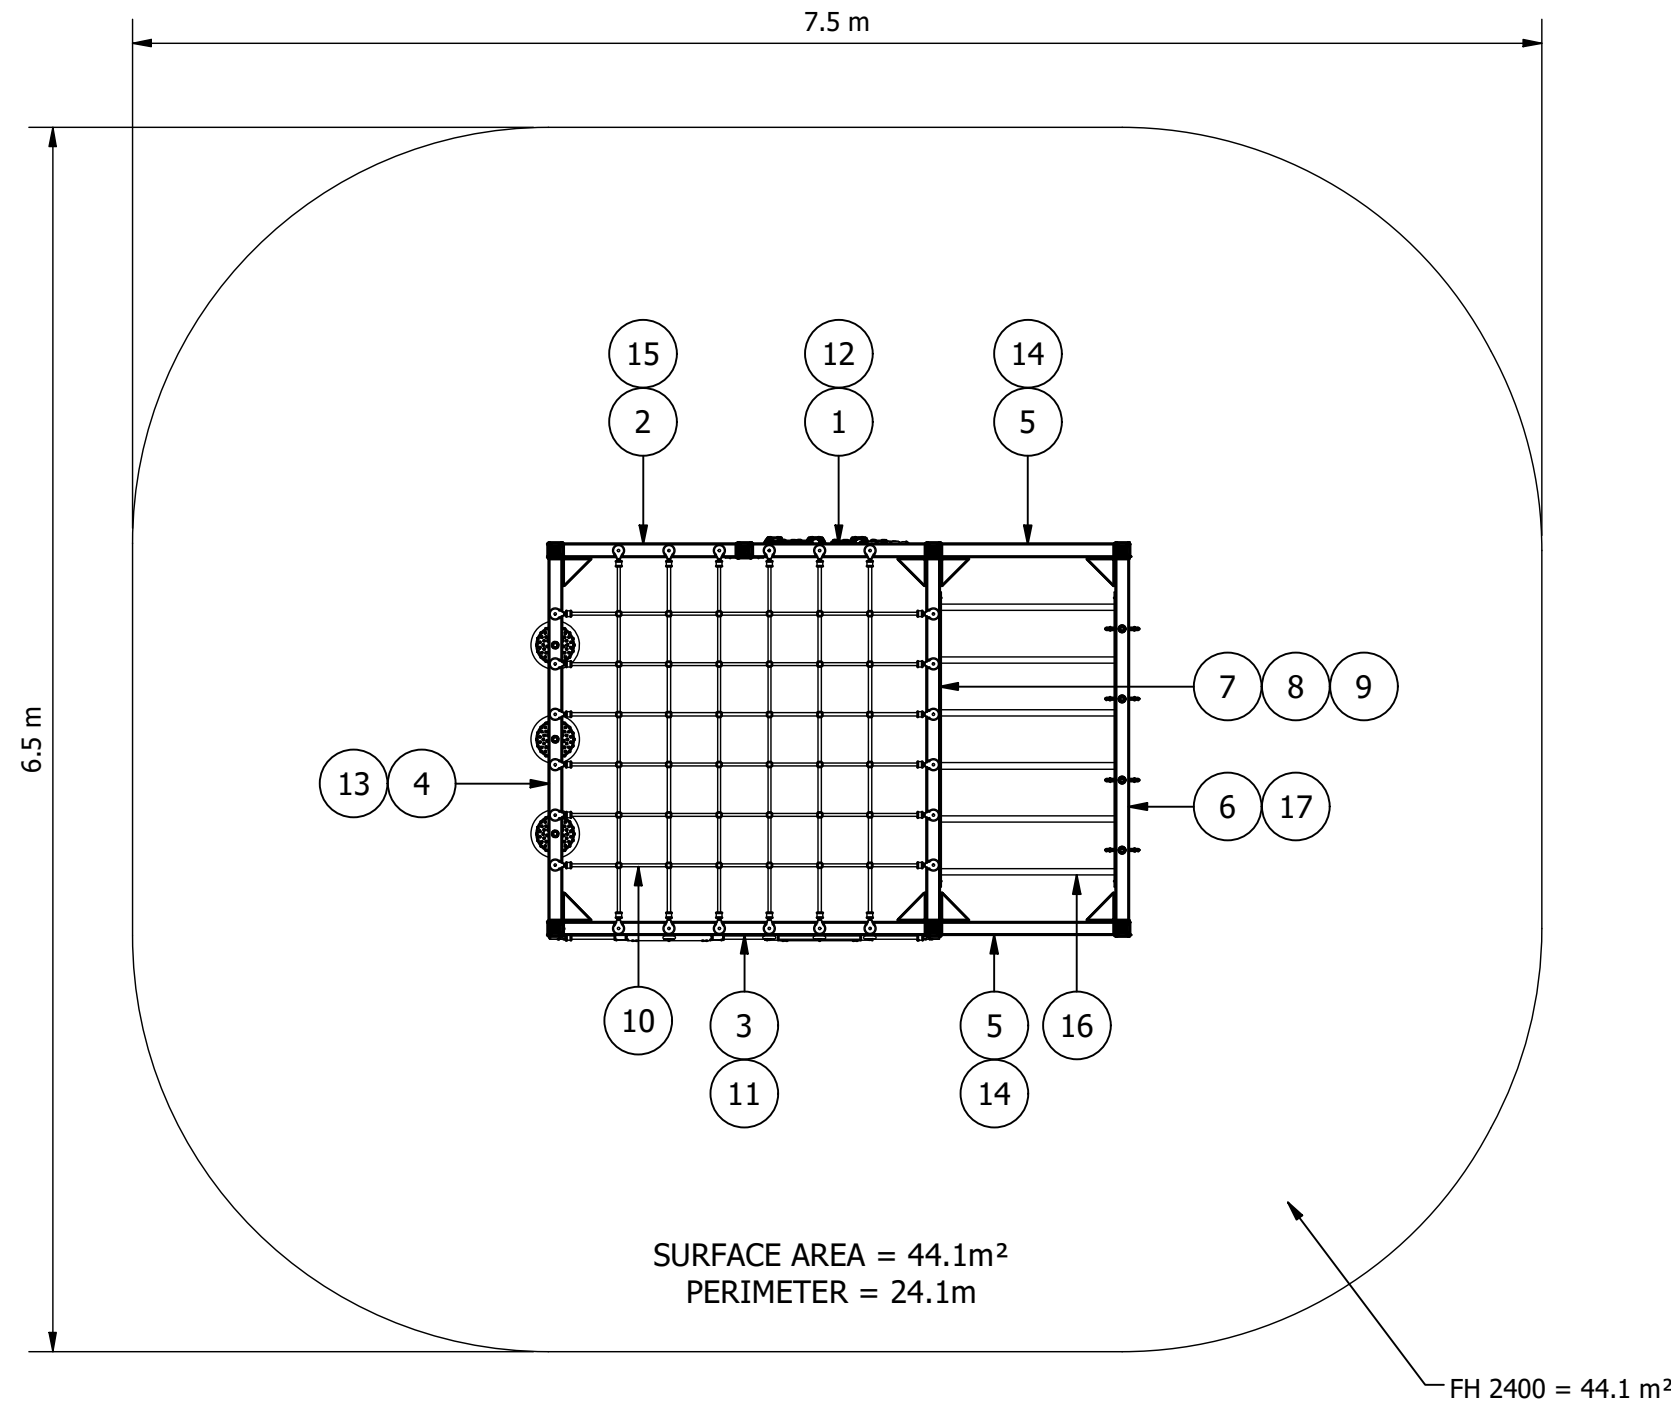 7.5 m
6.5 m
15 12 14
2 1 5
7 8 9
13 4
6 17
10 3 5 16
11 14
SURFACE AREA = 44.1m²
PERIMETER = 24.1m
FH 2400 = 44.1 m²